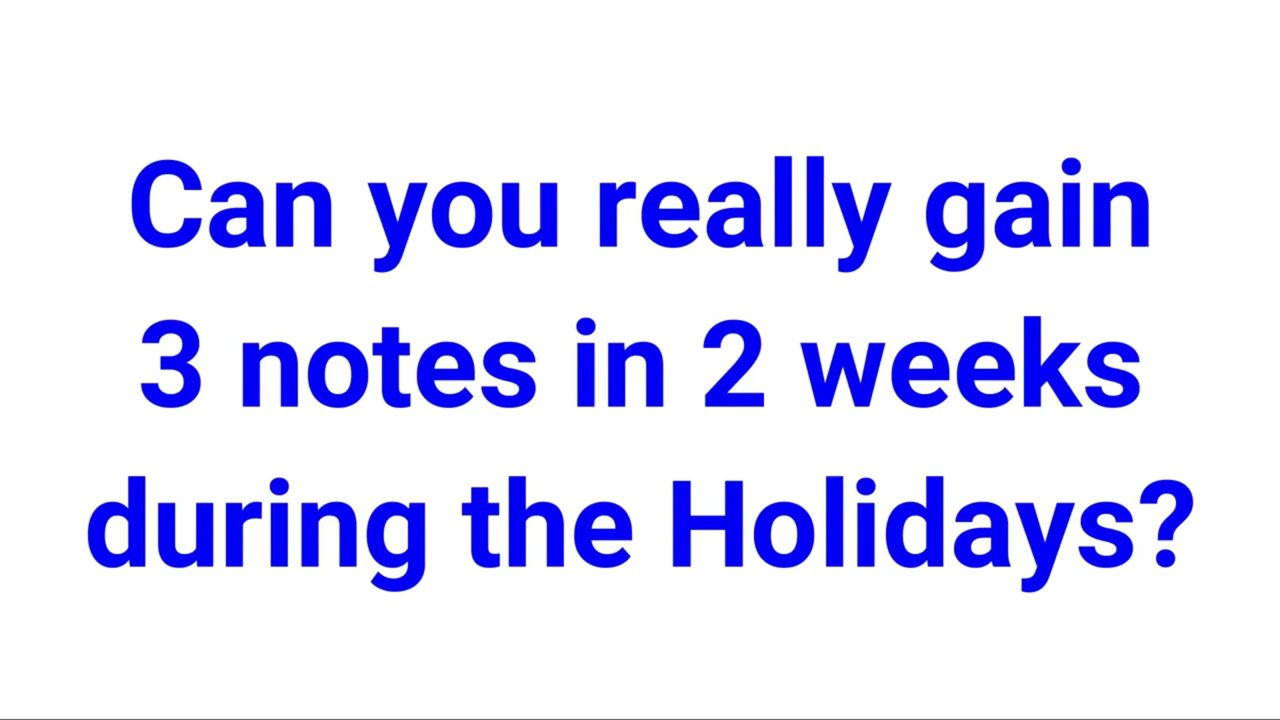 Can you really gain
3 notes in 2 weeks
during the Holidays?